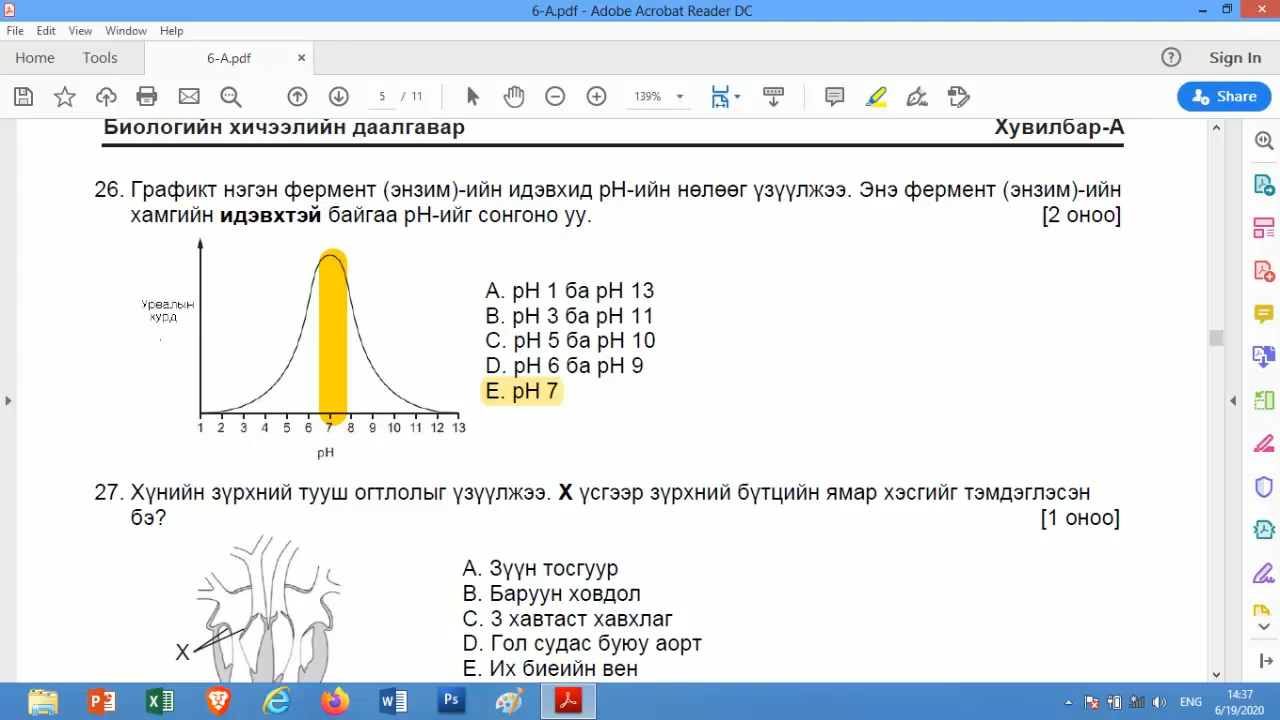 6-A.pdf - Adobe Acrobat Reader DC
File Edit View Window Help
Home Tools 6-A.pdf × Sign In
5 / 11 139% Share
Биологийн хичээлийн даалгавар Хувилбар-А
26. Графикт нэгэн фермент (энзим)-ийн идэвхид pH-ийн нөлөөг үзүүлжээ. Энэ фермент (энзим)-ийн
хамгийн идэвхтэй байгаа pH-ийг сонгоно уу. [2 оноо]
Урвалын
хурд
A. pH 1 ба pH 13
B. pH 3 ба pH 11
C. pH 5 ба pH 10
D. pH 6 ба pH 9
E. pH 7
1 2 3 4 5 6 7 8 9 10 11 12 13
pH
27. Хүнийн зүрхний тууш огтлолыг үзүүлжээ. X үсгээр зүрхний бүтцийн ямар хэсгийг тэмдэглэсэн
бэ? [1 оноо]
X
A. Зүүн тосгуур
B. Баруун ховдол
C. 3 хавтаст хавхлаг
D. Гол судас буюу аорт
E. Их биеийн вен
ENG
14:37
6/19/2020